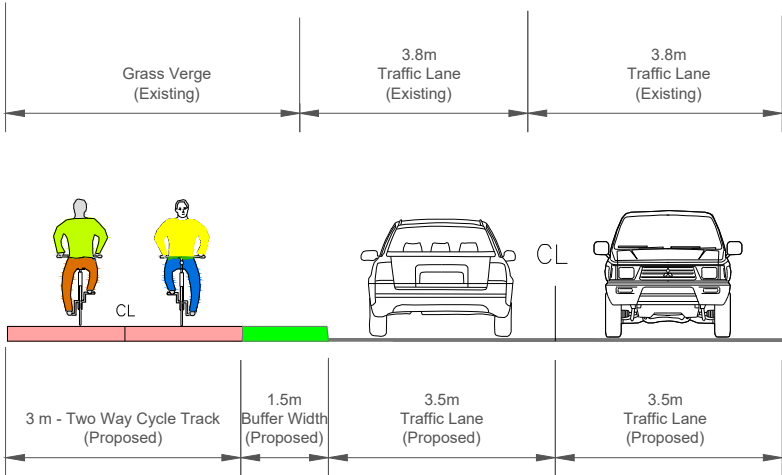 Grass Verge
(Existing)
3.8m
Traffic Lane
(Existing)
3.8m
Traffic Lane
(Existing)
CL
CL
3 m - Two Way Cycle Track
(Proposed)
1.5m
Buffer Width
(Proposed)
3.5m
Traffic Lane
(Proposed)
3.5m
Traffic Lane
(Proposed)